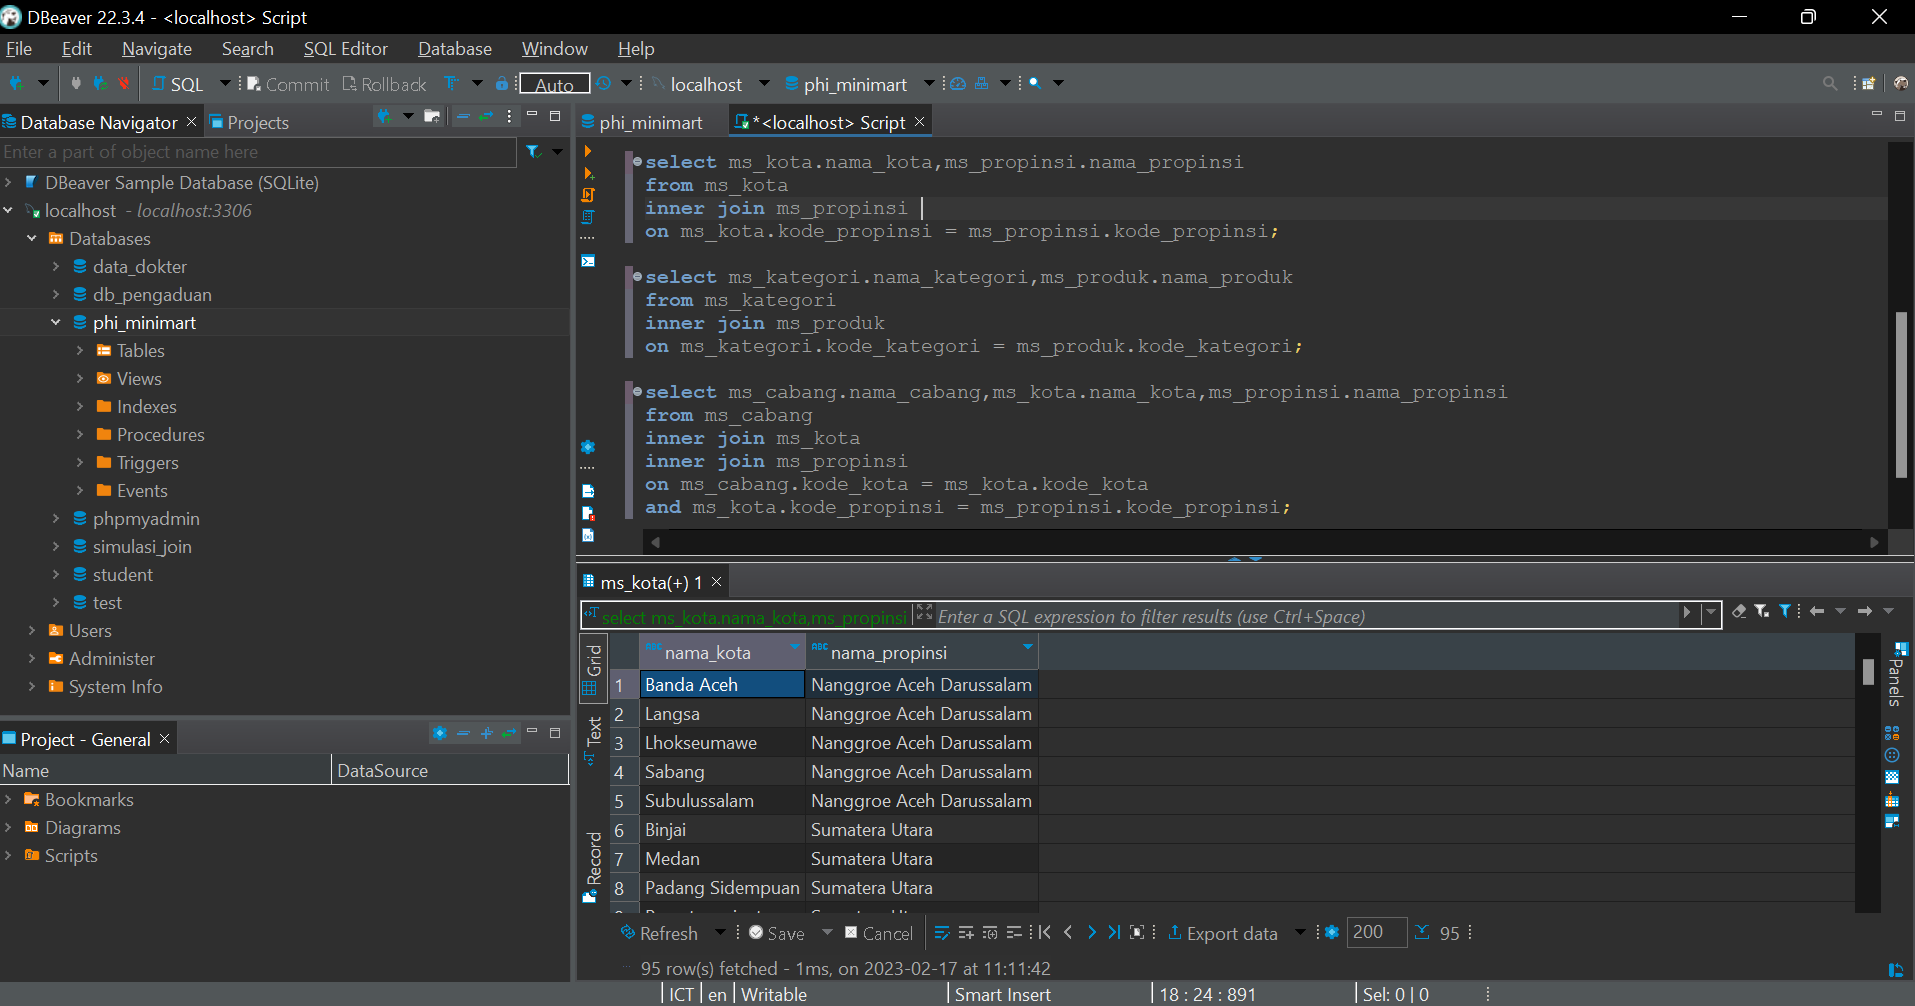 DBeaver 22.3.4 - <localhost> Script
File Edit Navigate Search SQL Editor Database Window Help
SQL Commit Rollback Auto localhost phi_minimart
Database Navigator Projects
Enter a part of object name here
DBeaver Sample Database (SQLite)
localhost - localhost:3306
Databases
data_dokter
db_pengaduan
phi_minimart
Tables
Views
Indexes
Procedures
Triggers
Events
phpmyadmin
simulasi_join
student
test
Users
Administer
System Info
Project - General
Name DataSource
Bookmarks
Diagrams
Scripts
phi_minimart *<localhost> Script
select ms_kota.nama_kota,ms_propinsi.nama_propinsi
from ms_kota
inner join ms_propinsi
on ms_kota.kode_propinsi = ms_propinsi.kode_propinsi;
select ms_kategori.nama_kategori,ms_produk.nama_produk
from ms_kategori
inner join ms_produk
on ms_kategori.kode_kategori = ms_produk.kode_kategori;
select ms_cabang.nama_cabang,ms_kota.nama_kota,ms_propinsi.nama_propinsi
from ms_cabang
inner join ms_kota
inner join ms_propinsi
on ms_cabang.kode_kota = ms_kota.kode_kota
and ms_kota.kode_propinsi = ms_propinsi.kode_propinsi;
ms_kota(+) 1
select ms_kota.nama_kota,ms_propinsi Enter a SQL expression to filter results (use Ctrl+Space)
Grid
Text
Record
Panels
nama_kota nama_propinsi
1 Banda Aceh Nanggroe Aceh Darussalam
2 Langsa Nanggroe Aceh Darussalam
3 Lhokseumawe Nanggroe Aceh Darussalam
4 Sabang Nanggroe Aceh Darussalam
5 Subulussalam Nanggroe Aceh Darussalam
6 Binjai Sumatera Utara
7 Medan Sumatera Utara
8 Padang Sidempuan Sumatera Utara
Refresh Save Cancel Export data 200 95
95 row(s) fetched - 1ms, on 2023-02-17 at 11:11:42
ICT en Writable Smart Insert 18 : 24 : 891 Sel: 0 | 0